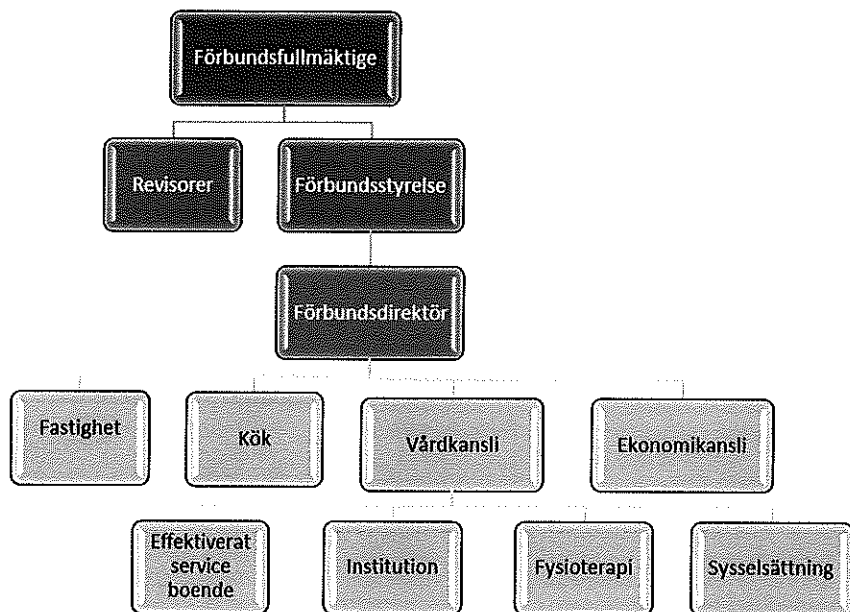 Förbundsfullmäktige
Revisorer
Förbundsstyrelse
Förbundsdirektör
Fastighet
Kök
Vårdkansli
Ekonomikansli
Effektiverat
service
boende
Institution
Fysioterapi
Sysselsättning